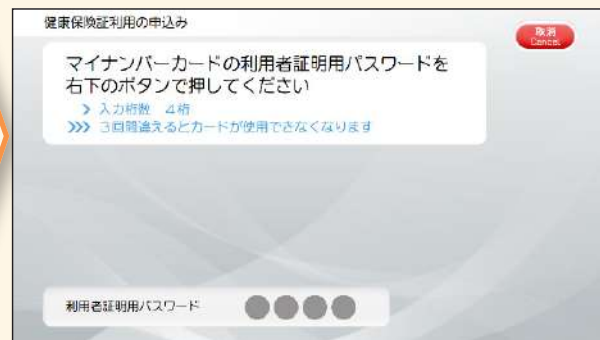 健康保険証利用の申込み
取消
Cancel
マイナンバーカードの利用者証明用パスワードを
右下のボタンで押してください
> 入力桁数 4桁
>>> 3回間違えるとカードが使用できなくなります
利用者証明用パスワード